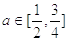 a ∈ [1/2, 3/4]